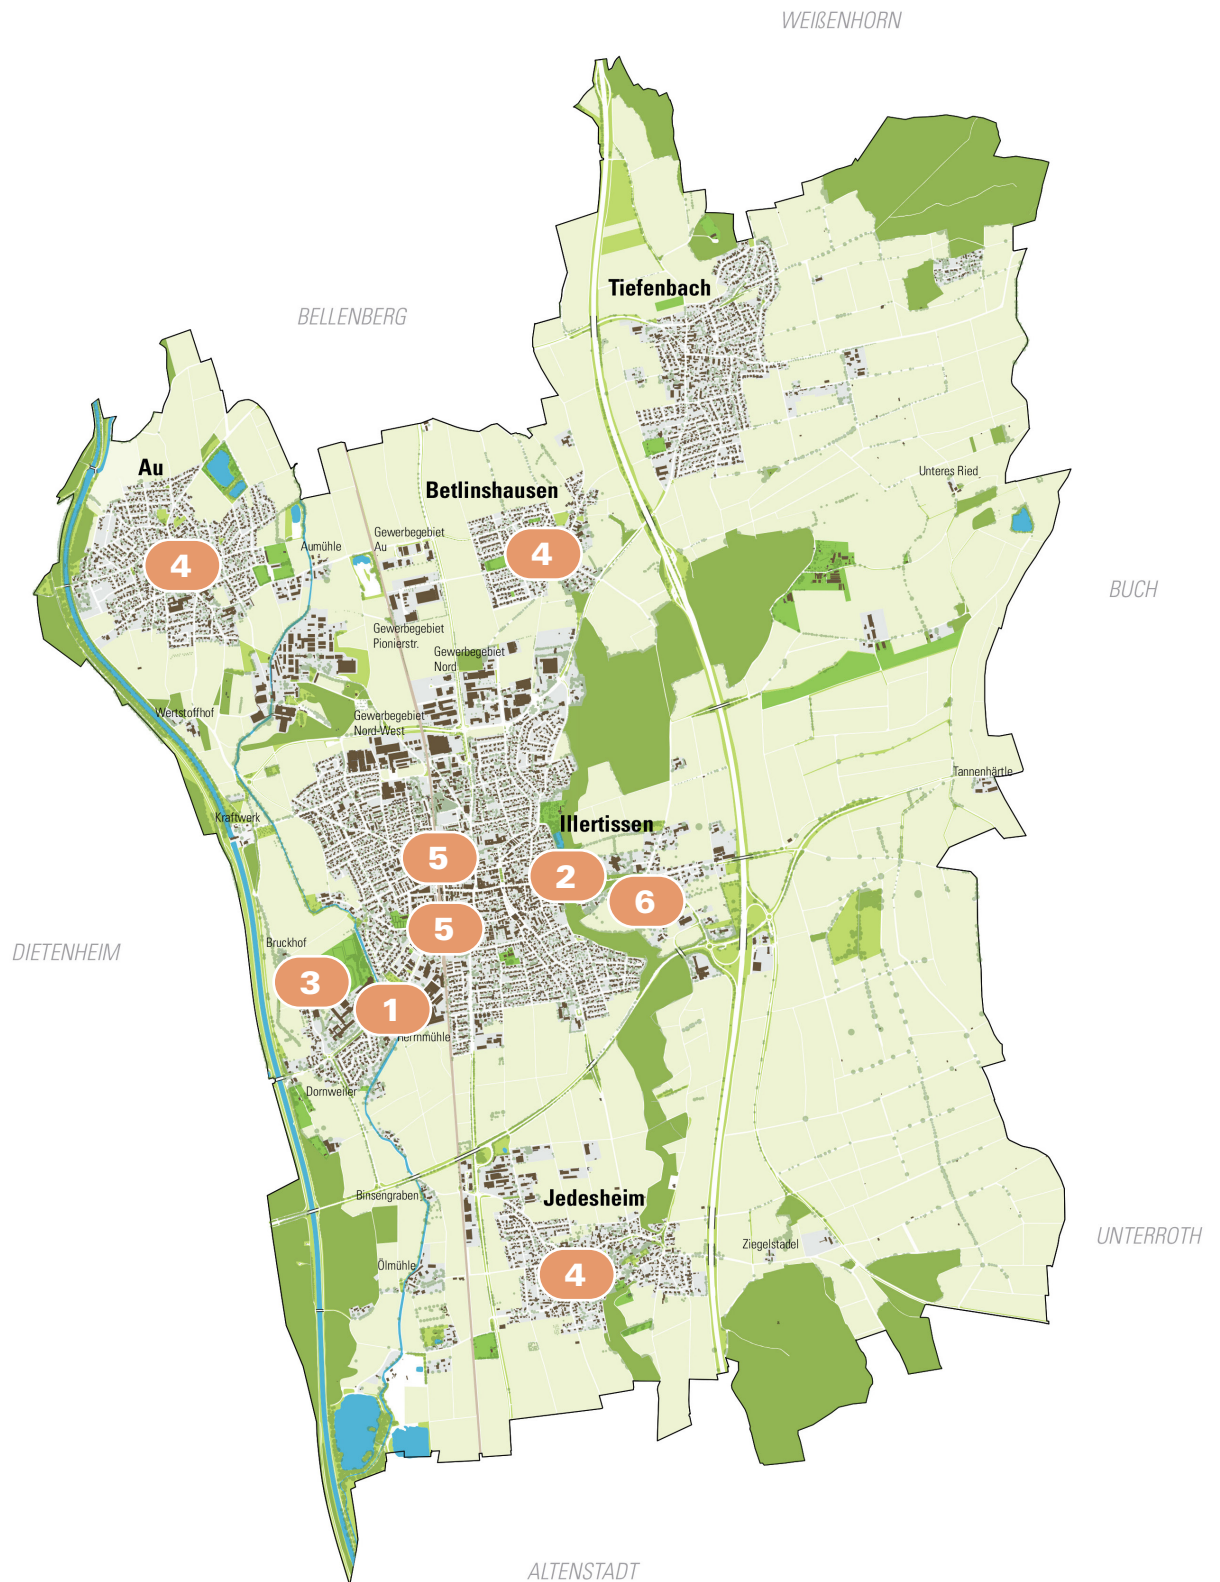 WEIßENHORN
Tiefenbach
BELLENBERG
Au
Betlinshausen
Unteres Ried
Gewerbegebiet
Au
Aumühle
4
4
BUCH
Gewerbegebiet
Pionierstr.
Gewerbegebiet
Nord
Wertstoffhof
Gewerbegebiet
Nord-West
Tannenhärtle
Kraftwerk
Illertissen
5
2
6
5
Bruckhof
DIETENHEIM
3
1
Herrnmühle
Dornweiler
Binsengraben
Jedesheim
UNTERROTH
Ziegelstadel
Ölmühle
4
ALTENSTADT